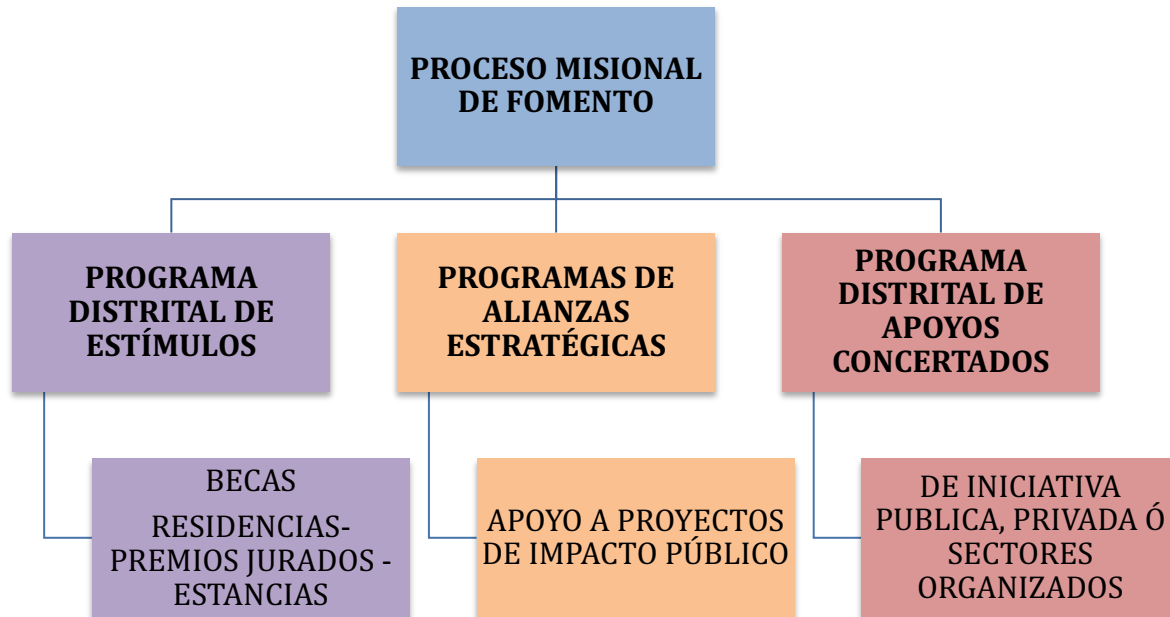 PROCESO MISIONAL
DE FOMENTO
PROGRAMA
DISTRITAL DE
ESTÍMULOS
PROGRAMAS DE
ALIANZAS
ESTRATÉGICAS
PROGRAMA
DISTRITAL DE
APOYOS
CONCERTADOS
BECAS
RESIDENCIAS-
PREMIOS JURADOS -
ESTANCIAS
APOYO A PROYECTOS
DE IMPACTO PÚBLICO
DE INICIATIVA
PUBLICA, PRIVADA Ó
SECTORES
ORGANIZADOS